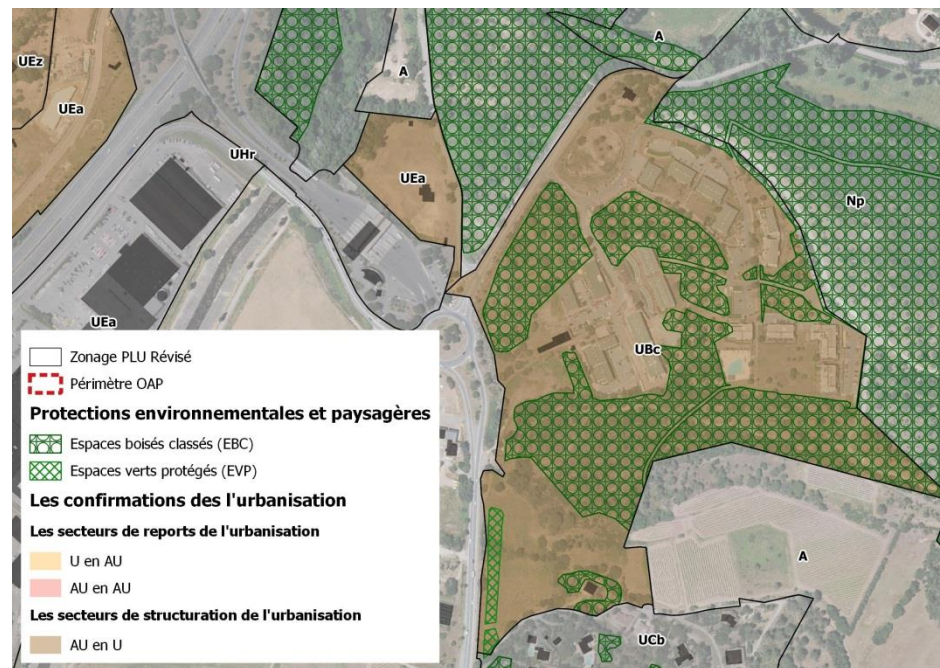 UEz
UEa
A
A
UHr
UEa
Np
UEa
UBc
Zonage PLU Révisé
Périmètre OAP
Protections environnementales et paysagères
Espaces boisés classés (EBC)
Espaces verts protégés (EVP)
Les confirmations des l'urbanisation
Les secteurs de reports de l'urbanisation
U en AU
AU en AU
Les secteurs de structuration de l'urbanisation
AU en U
A
UCb